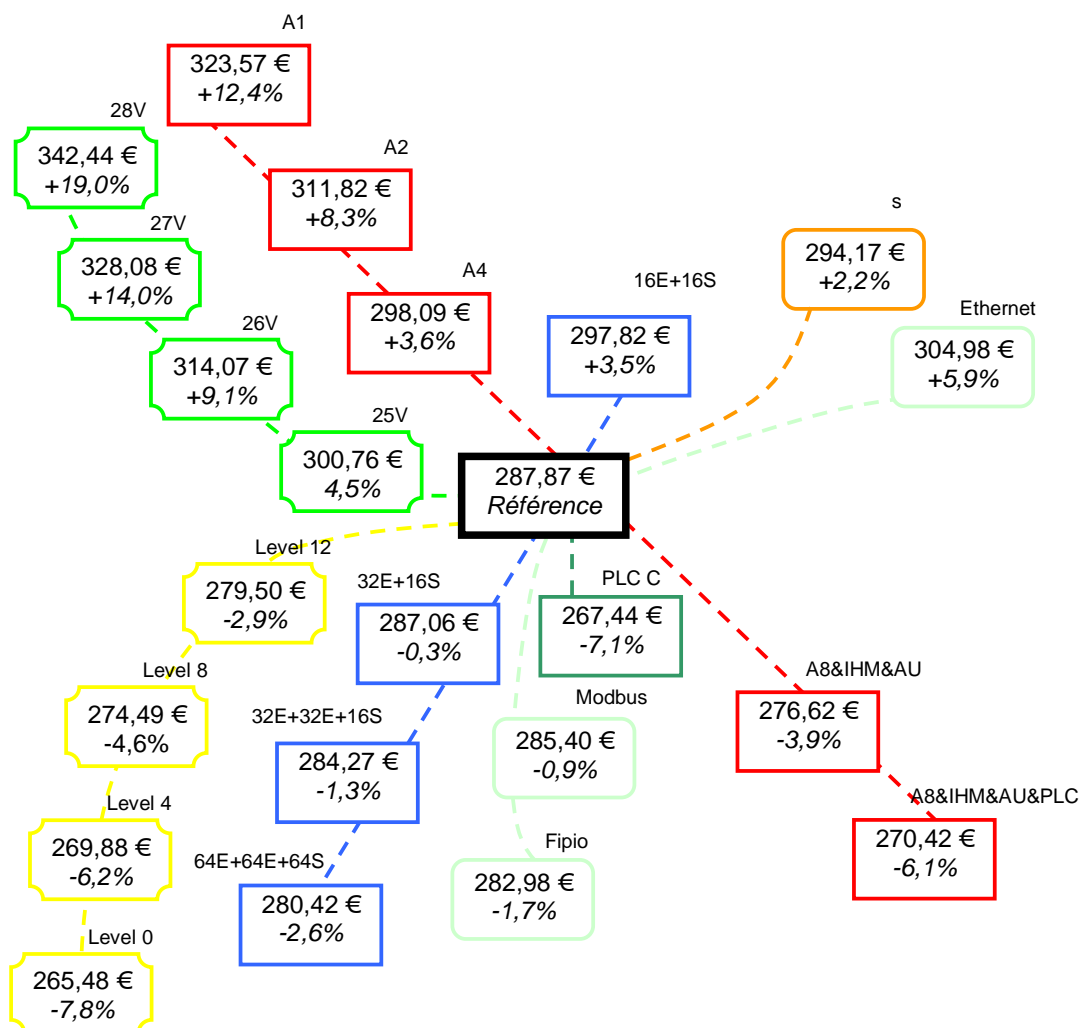 A1
323,57 €
+12,4%
28V
342,44 €
+19,0%
A2
311,82 €
+8,3%
27V
328,08 €
+14,0%
s
294,17 €
+2,2%
A4
298,09 €
+3,6%
16E+16S
297,82 €
+3,5%
Ethernet
304,98 €
+5,9%
26V
314,07 €
+9,1%
25V
300,76 €
4,5%
287,87 €
Référence
Level 12
279,50 €
-2,9%
32E+16S
287,06 €
-0,3%
PLC C
267,44 €
-7,1%
Level 8
274,49 €
-4,6%
32E+32E+16S
284,27 €
-1,3%
Modbus
285,40 €
-0,9%
A8&IHM&AU
276,62 €
-3,9%
Level 4
269,88 €
-6,2%
64E+64E+64S
280,42 €
-2,6%
Fipio
282,98 €
-1,7%
A8&IHM&AU&PLC
270,42 €
-6,1%
Level 0
265,48 €
-7,8%